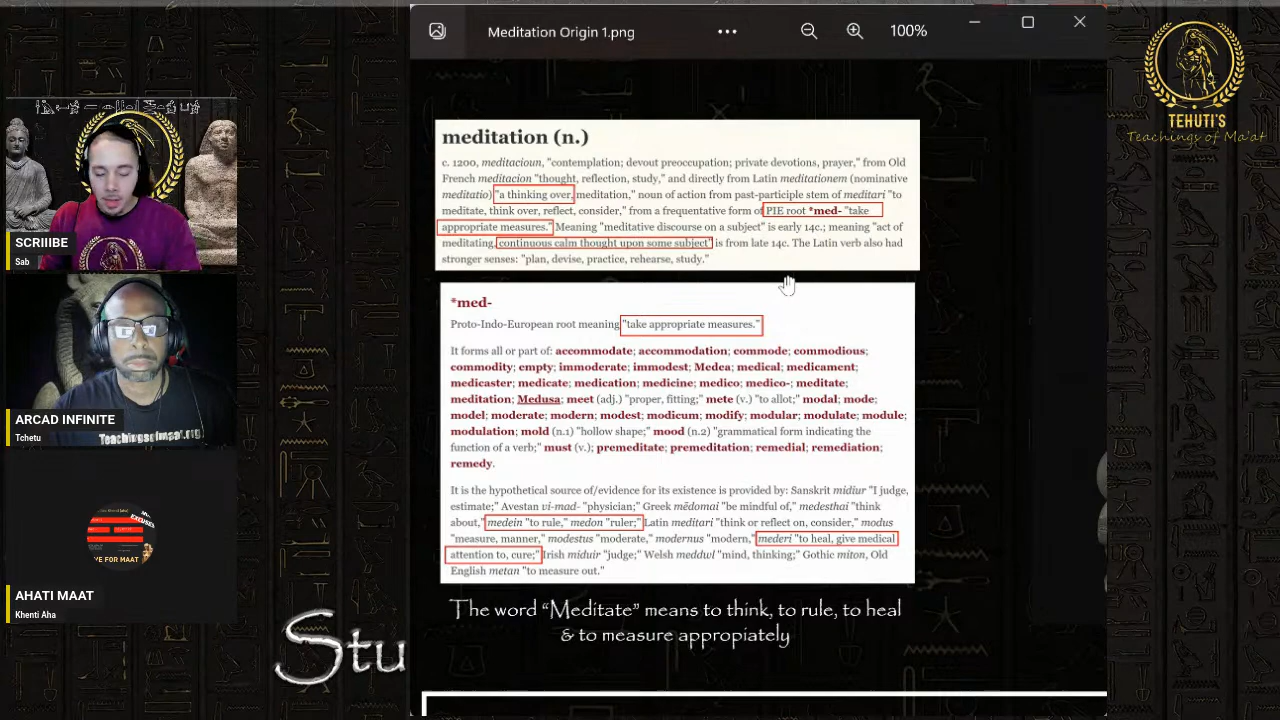 Meditation Origin 1.png
100%
TEHUTI'S
Teachings of Ma'at
SCRIIIBE
Sab
ARCAD INFINITE
Tchetu
AHATI MAAT
Khenti Aha
meditation (n.)
c. 1200, meditacioun, "contemplation; devout preoccupation; private devotions, prayer," from Old
French meditacion "thought, reflection, study," and directly from Latin meditationem (nominative
meditatio) "a thinking over, meditation," noun of action from past-participle stem of meditari "to
meditate, think over, reflect, consider," from a frequentative form of PIE root *med- "take
appropriate measures." Meaning "meditative discourse on a subject" is early 14c.; meaning "act of
meditating, continuous calm thought upon some subject" is from late 14c. The Latin verb also had
stronger senses: "plan, devise, practice, rehearse, study."
*med-
Proto-Indo-European root meaning "take appropriate measures."
It forms all or part of: accommodate; accommodation; commode; commodious;
commodity; empty; immoderate; immodest; Medea; medical; medicament;
medicaster; medicate; medication; medicine; medico; medico-; meditate;
meditation; Medusa; meet (adj.) "proper, fitting;" mete (v.) "to allot;" modal; mode;
model; moderate; modern; modest; modicum; modify; modular; modulate; module;
modulation; mold (n.1) "hollow shape;" mood (n.2) "grammatical form indicating the
function of a verb;" must (v.); premeditate; premeditation; remedial; remediation;
remedy.
It is the hypothetical source of/evidence for its existence is provided by: Sanskrit midiur "I judge,
estimate;" Avestan vi-mad- "physician;" Greek mēdomai "be mindful of," medesthai "think
about," medein "to rule," medon "ruler;" Latin meditari "think or reflect on, consider," modus
"measure, manner," modestus "moderate," modernus "modern," mederi "to heal, give medical
attention to, cure;" Irish miduir "judge;" Welsh meddwl "mind, thinking;" Gothic miton, Old
English metan "to measure out."
The word “Meditate” means to think, to rule, to heal
& to measure appropiately
Stu